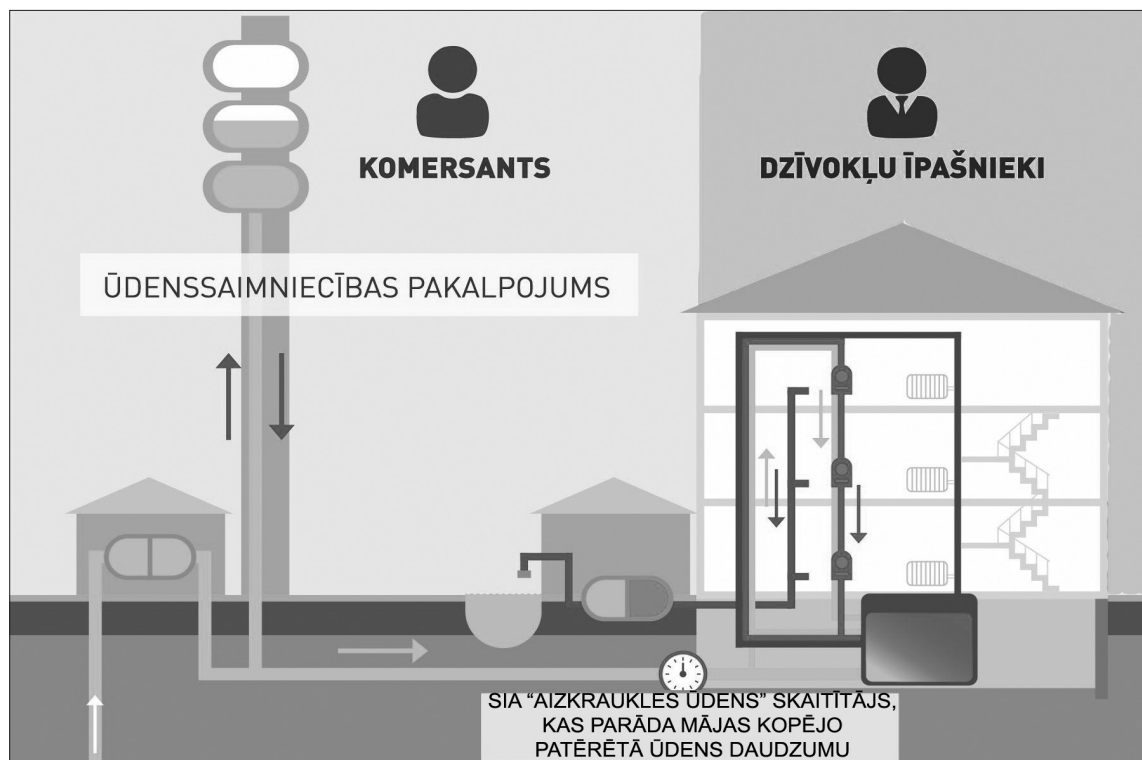 KOMERSANTS
DZĪVOKĻU ĪPAŠNIEKI
ŪDENSSAIMNIECĪBAS PAKALPOJUMS
SIA “AIZKRAUKLES ŪDENS” SKAITĪTĀJS,
KAS PARĀDA MĀJAS KOPĒJO
PATĒRĒTĀ ŪDENS DAUDZUMU